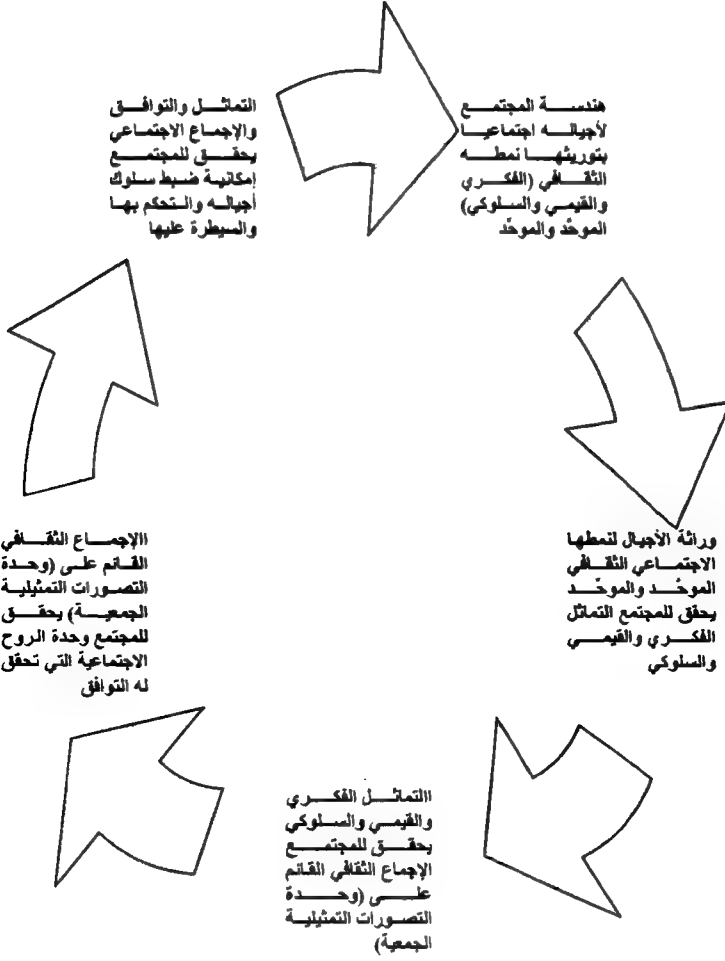 هندسة المجتمع
لأجياله اجتماعيا
بتوريثها نمطه
الثقافي (الفكري
والقيمي والسلوكي)
الموحَّد والموحِّد
وراثة الأجيال لنمطها
الاجتماعي الثقافي
الموحَّد والموحِّد
يحقق للمجتمع التماثل
الفكري والقيمي
والسلوكي
االتماثل الفكري
والقيمي والسلوكي
يحقق للمجتمع
الإجماع الثقافي القائم
على (وحدة
التصورات التمثيلية
الجمعية)
االإجماع الثقافي
القائم على (وحدة
التصورات التمثيلية
الجمعية) يحقق
للمجتمع وحدة الروح
الاجتماعية التي تحقق
له التوافق
التماثل والتوافق
والإجماع الاجتماعي
يحقق للمجتمع
إمكانية ضبط سلوك
أجياله والتحكم بها
والسيطرة عليها